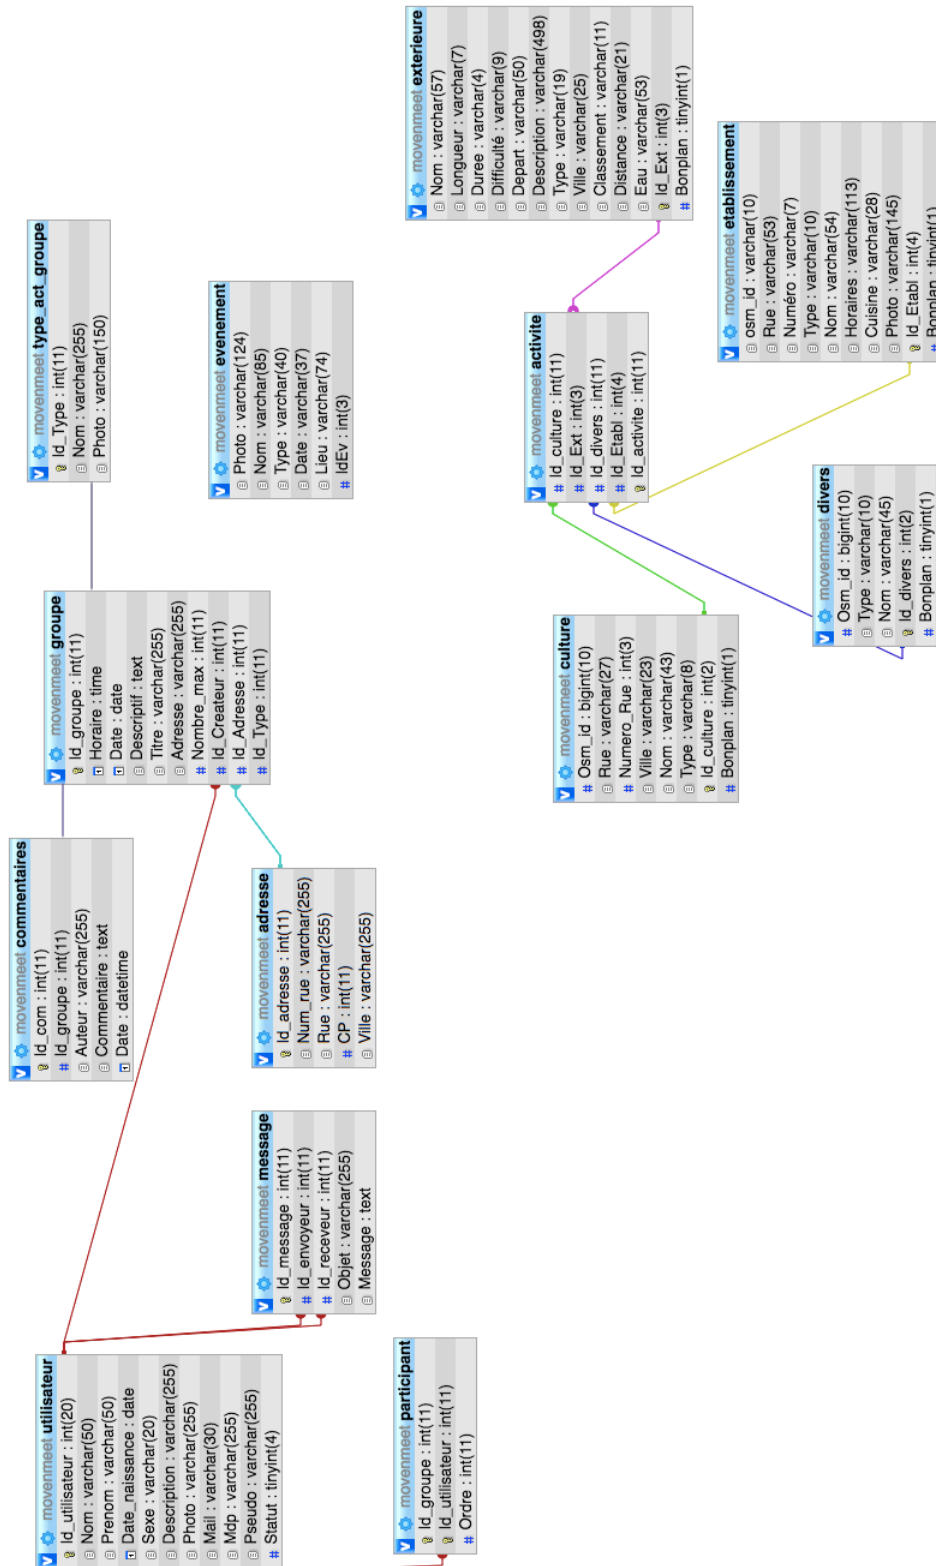 movenmeet utilisateur
Id_utilisateur : int(20)
Nom : varchar(50)
Prenom : varchar(50)
Date_naissance : date
Sexe : varchar(20)
Description : varchar(255)
Photo : varchar(255)
Mail : varchar(30)
Mdp : varchar(255)
Pseudo : varchar(255)
# Statut : tinyint(4)
movenmeet commentaires
Id_com : int(11)
# Id_groupe : int(11)
Auteur : varchar(255)
Commentaire : text
Date : datetime
movenmeet groupe
Id_groupe : int(11)
Horaire : time
Date : date
Descriptif : text
Titre : varchar(255)
Adresse : varchar(255)
# Nombre_max : int(11)
# Id_Createur : int(11)
# Id_Adresse : int(11)
# Id_Type : int(11)
movenmeet type_act_groupe
Id_Type : int(11)
Nom : varchar(255)
Photo : varchar(150)
movenmeet message
Id_message : int(11)
# Id_envoyeur : int(11)
# Id_receveur : int(11)
Objet : varchar(255)
Message : text
movenmeet adresse
Id_adresse : int(11)
Num_rue : varchar(255)
Rue : varchar(255)
# CP : int(11)
Ville : varchar(255)
movenmeet evenement
Photo : varchar(124)
Nom : varchar(85)
Type : varchar(40)
Date : varchar(37)
Lieu : varchar(74)
# IdEv : int(3)
movenmeet participant
Id_groupe : int(11)
Id_utilisateur : int(11)
# Ordre : int(11)
movenmeet exterieure
Nom : varchar(57)
Longueur : varchar(7)
Duree : varchar(4)
Difficulté : varchar(9)
Depart : varchar(50)
Description : varchar(498)
Type : varchar(19)
Ville : varchar(25)
Classement : varchar(11)
Distance : varchar(21)
Eau : varchar(53)
Id_Ext : int(3)
# Bonplan : tinyint(1)
movenmeet activite
# Id_culture : int(11)
# Id_Ext : int(3)
# Id_divers : int(11)
# Id_Etabl : int(4)
Id_activite : int(11)
movenmeet culture
# Osm_id : bigint(10)
Rue : varchar(27)
# Numero_Rue : int(3)
Ville : varchar(23)
Nom : varchar(43)
Type : varchar(8)
Id_culture : int(2)
# Bonplan : tinyint(1)
movenmeet etablissement
osm_id : varchar(10)
Rue : varchar(53)
Numéro : varchar(7)
Type : varchar(10)
Nom : varchar(54)
Horaires : varchar(113)
Cuisine : varchar(28)
Photo : varchar(145)
Id_Etabl : int(4)
# Bonplan : tinyint(1)
movenmeet divers
# Osm_id : bigint(10)
Type : varchar(10)
Nom : varchar(45)
Id_divers : int(2)
# Bonplan : tinyint(1)